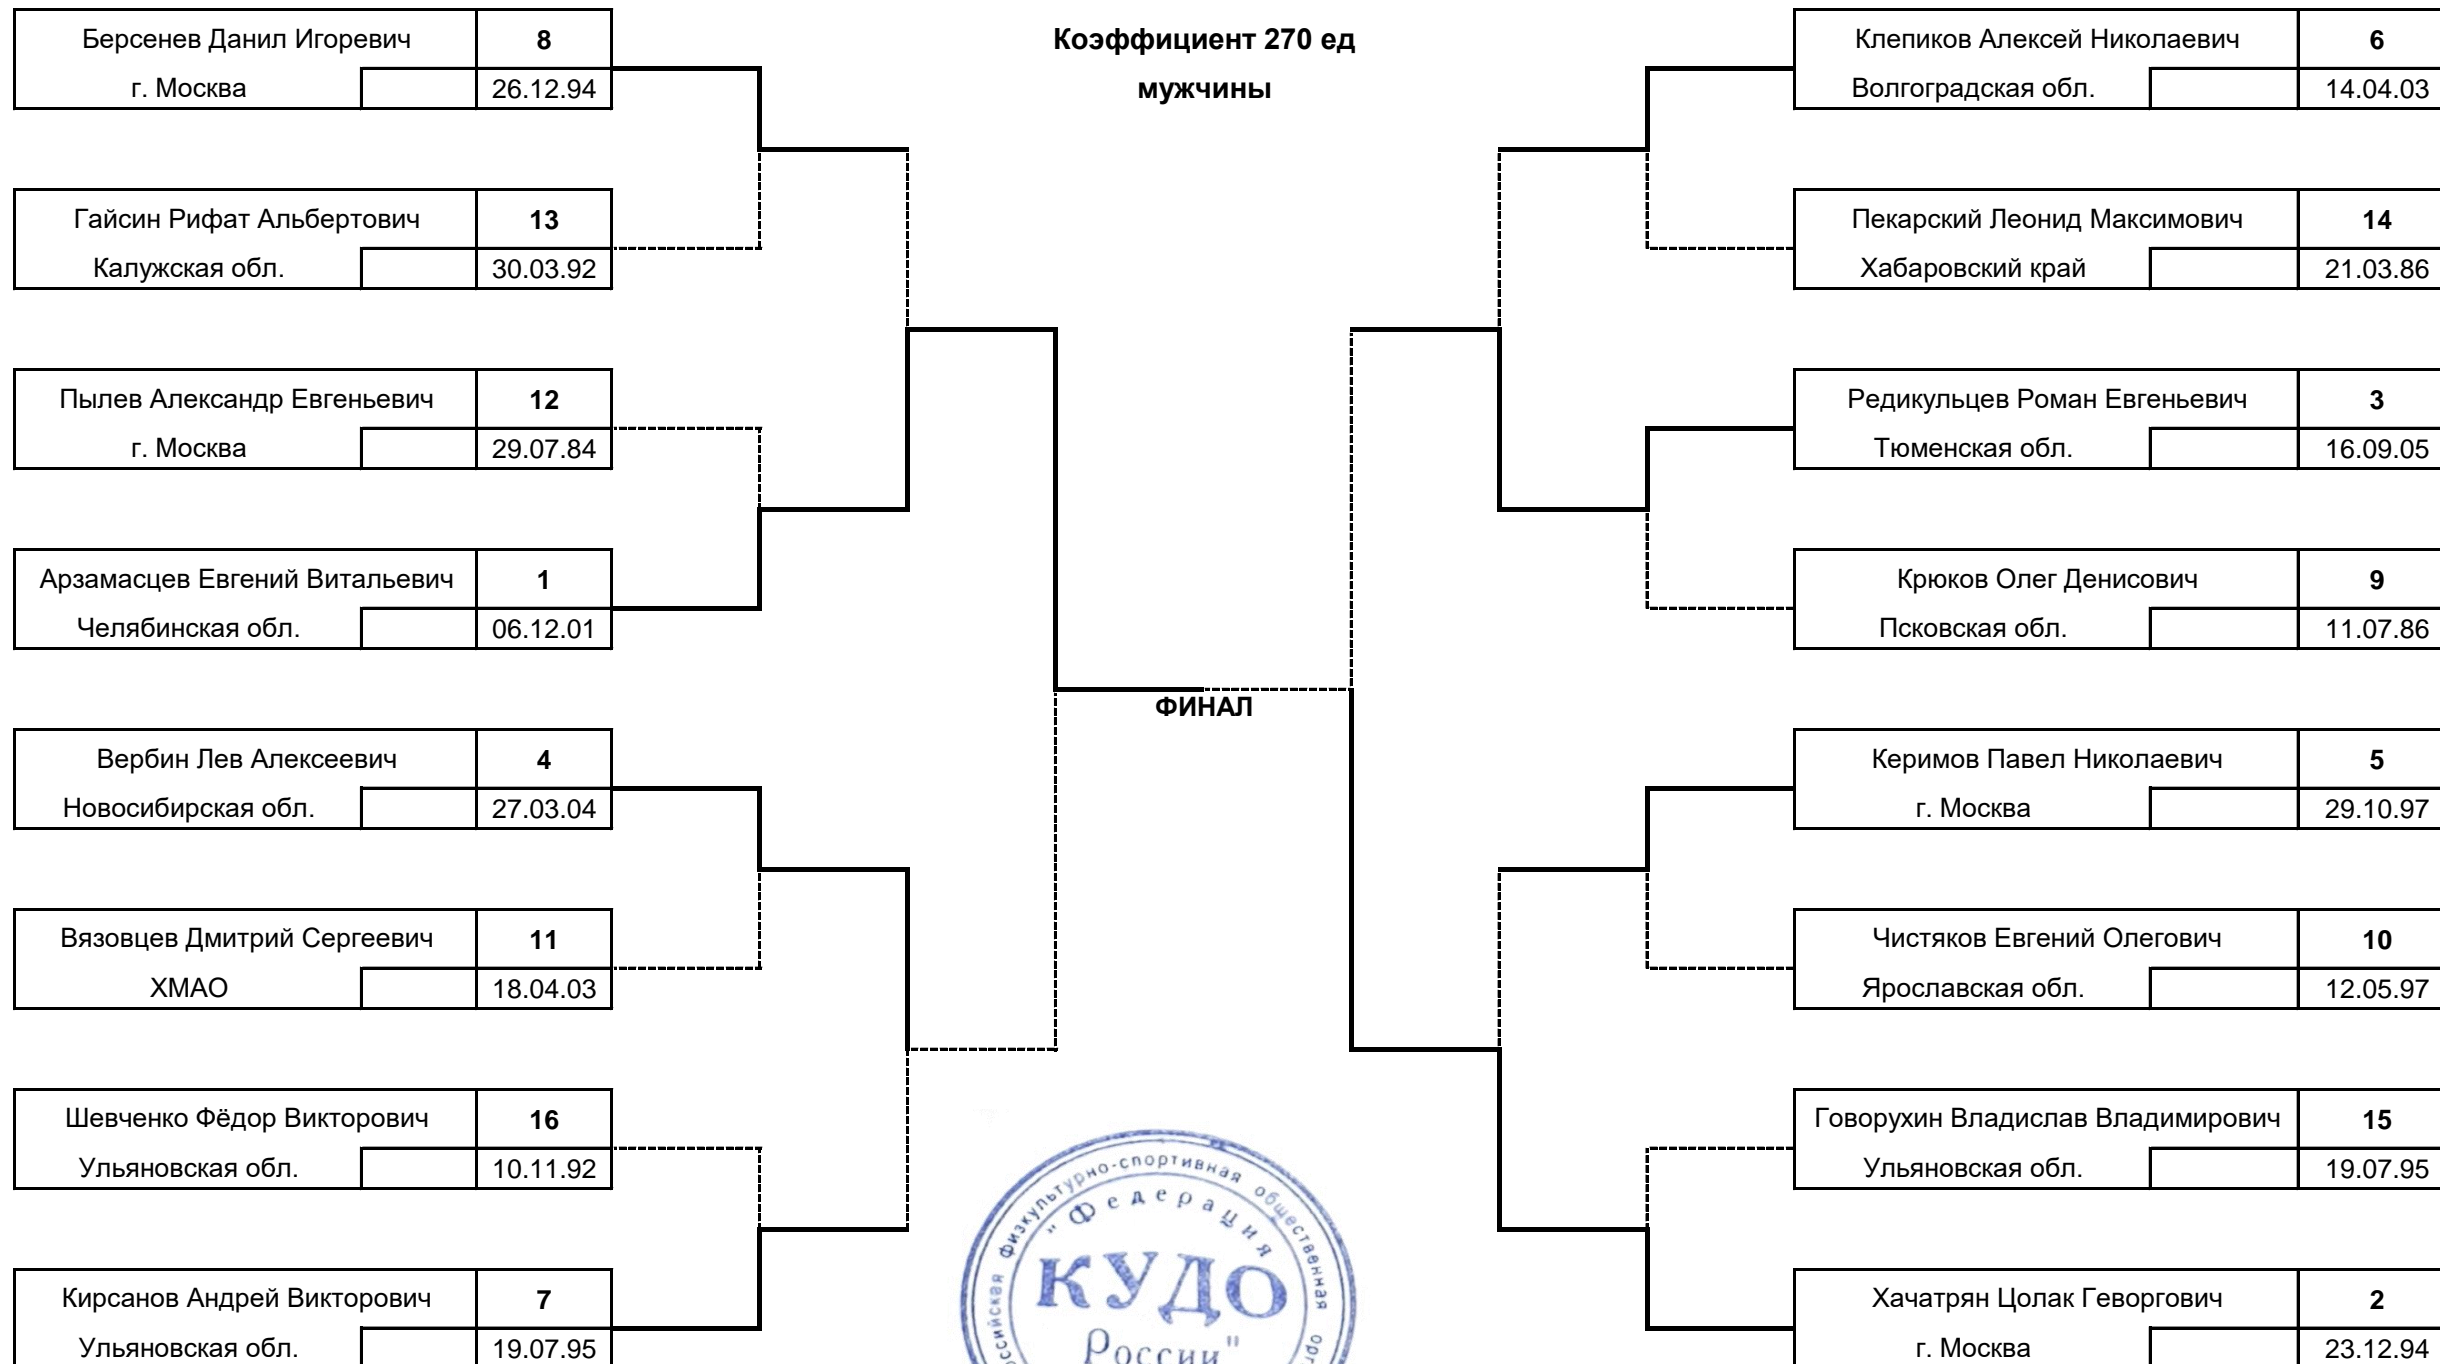 Коэффициент 270 ед
мужчины
Берсенев Данил Игоревич 8
г. Москва 26.12.94
Гайсин Рифат Альбертович 13
Калужская обл. 30.03.92
Пылев Александр Евгеньевич 12
г. Москва 29.07.84
Арзамасцев Евгений Витальевич 1
Челябинская обл. 06.12.01
Вербин Лев Алексеевич 4
Новосибирская обл. 27.03.04
Вязовцев Дмитрий Сергеевич 11
ХМАО 18.04.03
Шевченко Фёдор Викторович 16
Ульяновская обл. 10.11.92
Кирсанов Андрей Викторович 7
Ульяновская обл. 19.07.95
ФИНАЛ
Клепиков Алексей Николаевич 6
Волгоградская обл. 14.04.03
Пекарский Леонид Максимович 14
Хабаровский край 21.03.86
Редикульцев Роман Евгеньевич 3
Тюменская обл. 16.09.05
Крюков Олег Денисович 9
Псковская обл. 11.07.86
Керимов Павел Николаевич 5
г. Москва 29.10.97
Чистяков Евгений Олегович 10
Ярославская обл. 12.05.97
Говорухин Владислав Владимирович 15
Ульяновская обл. 19.07.95
Хачатрян Цолак Геворгович 2
г. Москва 23.12.94
физкультурно-спортивная общественная
"Федерация
КУДО
России"